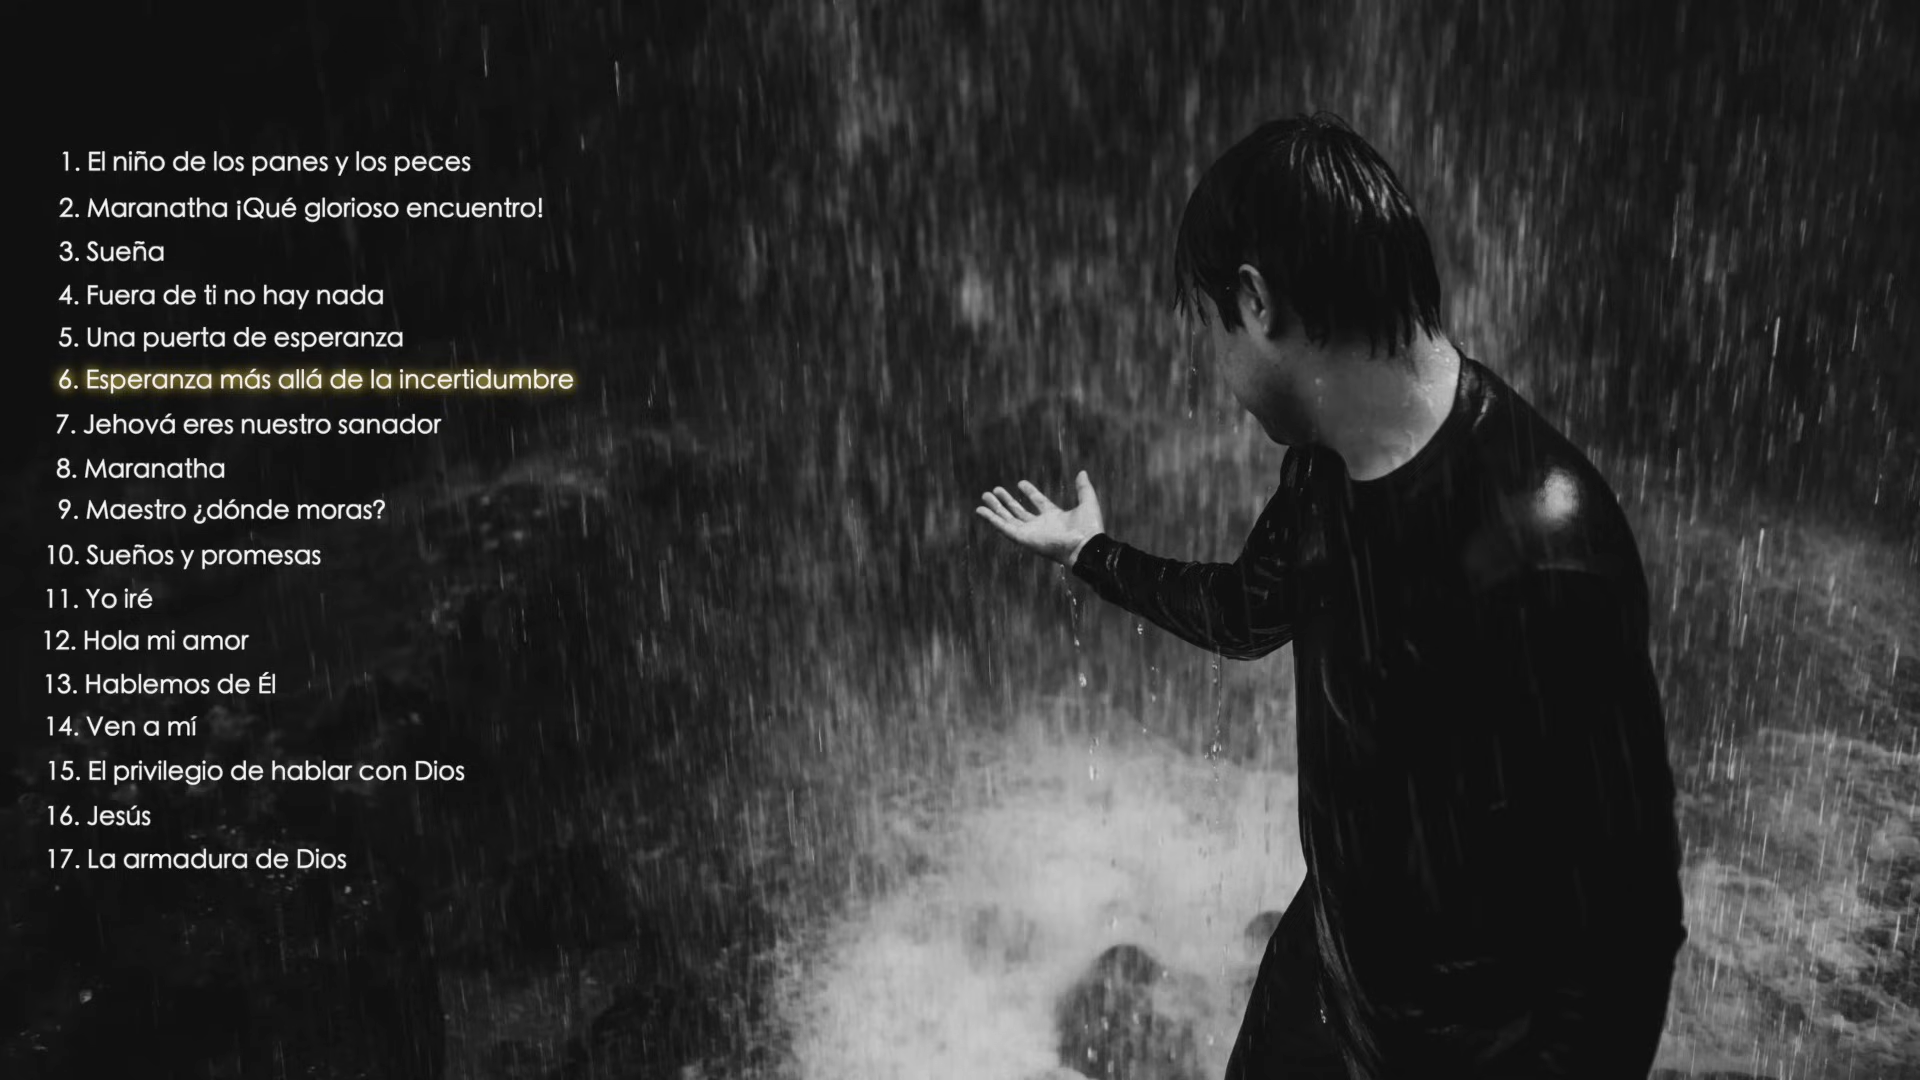 1. El niño de los panes y los peces
2. Maranatha ¡Qué glorioso encuentro!
3. Sueña
4. Fuera de ti no hay nada
5. Una puerta de esperanza
6. Esperanza más allá de la incertidumbre
7. Jehová eres nuestro sanador
8. Maranatha
9. Maestro ¿dónde moras?
10. Sueños y promesas
11. Yo iré
12. Hola mi amor
13. Hablemos de Él
14. Ven a mí
15. El privilegio de hablar con Dios
16. Jesús
17. La armadura de Dios